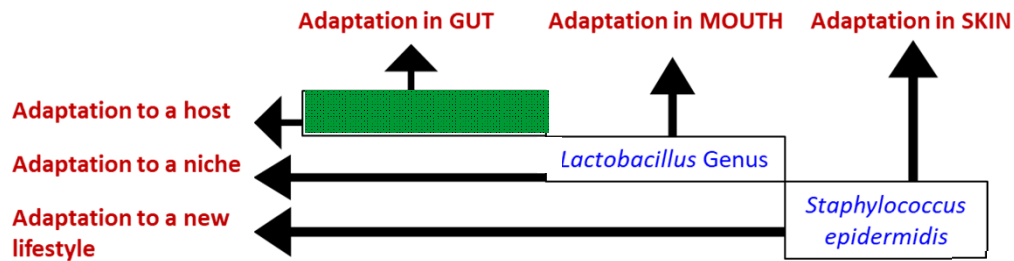 Adaptation in GUT
Adaptation in MOUTH
Adaptation in SKIN
Adaptation to a host
Adaptation to a niche
Lactobacillus Genus
Adaptation to a new
lifestyle
Staphylococcus
epidermidis